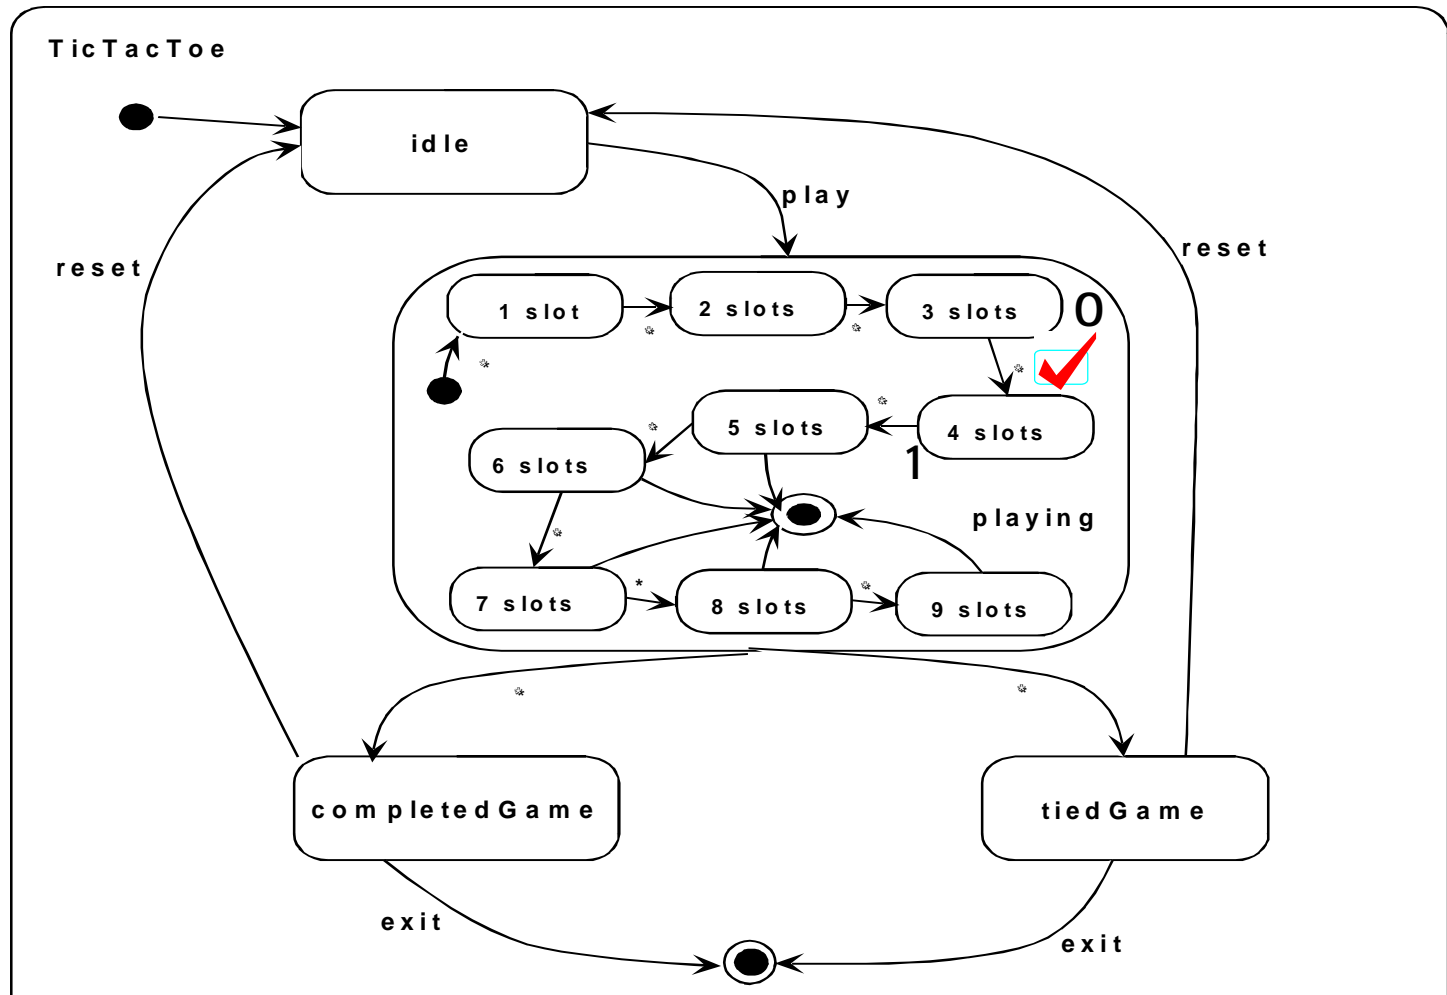 TicTacToe
idle
play
reset
reset
1 slot
2 slots
3 slots
0
*
*
*
*
*
*
5 slots
4 slots
6 slots
1
playing
*
*
*
7 slots
8 slots
9 slots
*
*
completedGame
tiedGame
exit
exit